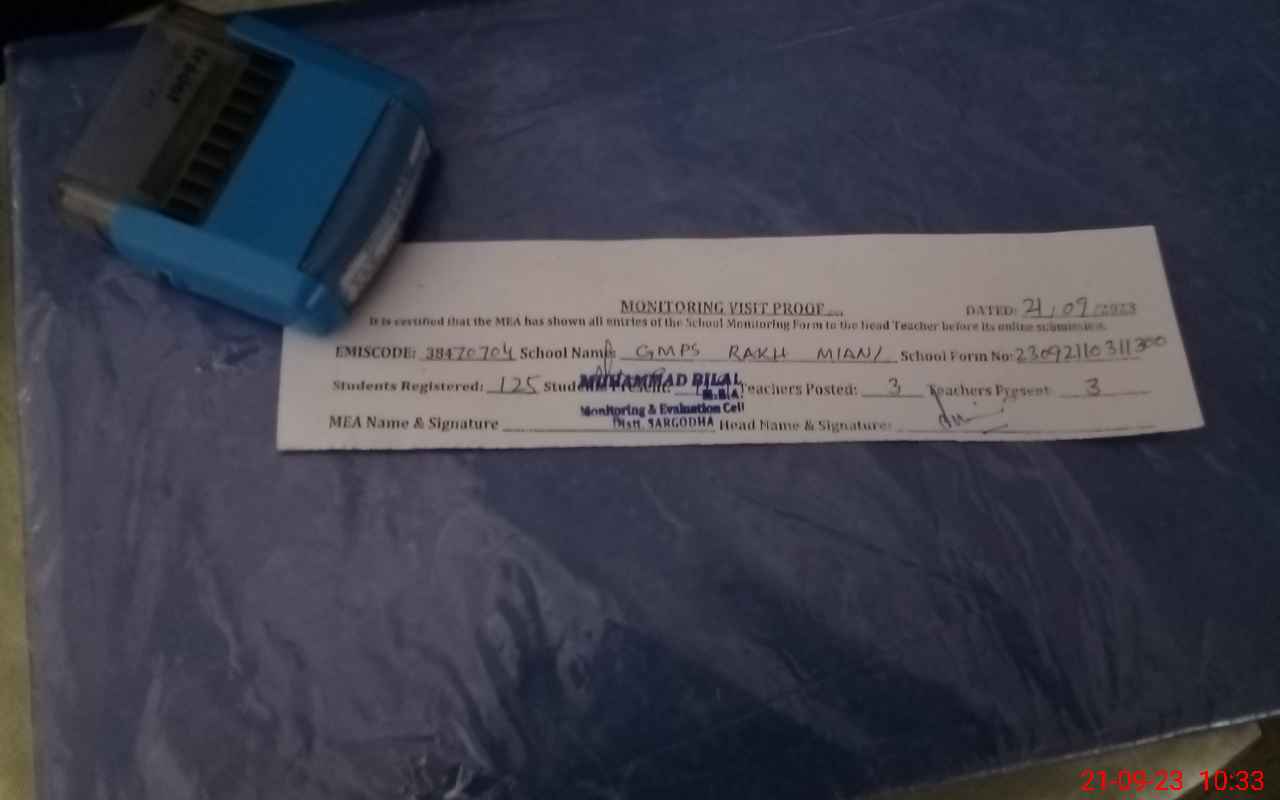 trodat
MONITORING VISIT PROOF
DATED: 21/09/2023
It is certified that the MEA has shown all entries of the School Monitoring Form to the Head Teacher before its online submission.
EMISCODE: 38470704 School Name: GMPS RAKH MIANI School Form No: 23092110311300
Students Registered: 125 Students Present: Teachers Posted: 3 Teachers Present: 3
MUHAMMAD BILAL
M.E.A.
Monitoring & Evaluation Cell
Distt. SARGODHA
MEA Name & Signature Head Name & Signature:
21-09-23 10:33